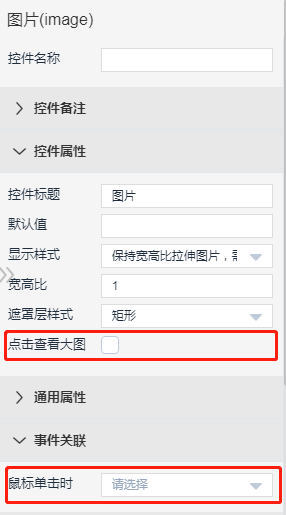 图片(image)
控件名称
控件备注
控件属性
控件标题 图片
默认值
显示样式 保持宽高比拉伸图片，
宽高比 1
遮罩层样式 矩形
点击查看大图
通用属性
事件关联
鼠标单击时 请选择